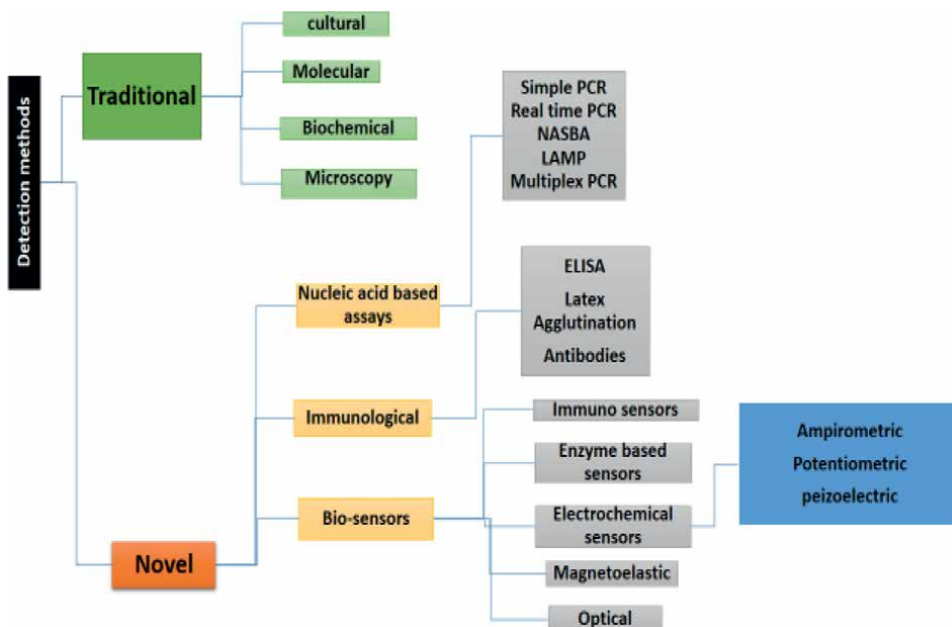 Detection methods
Traditional
cultural
Molecular
Biochemical
Microscopy
Novel
Nucleic acid based
assays
Simple PCR
Real time PCR
NASBA
LAMP
Multiplex PCR
Immunological
ELISA
Latex
Agglutination
Antibodies
Bio-sensors
Immuno sensors
Enzyme based
sensors
Electrochemical
sensors
Ampirometric
Potentiometric
peizoelectric
Magnetoelastic
Optical